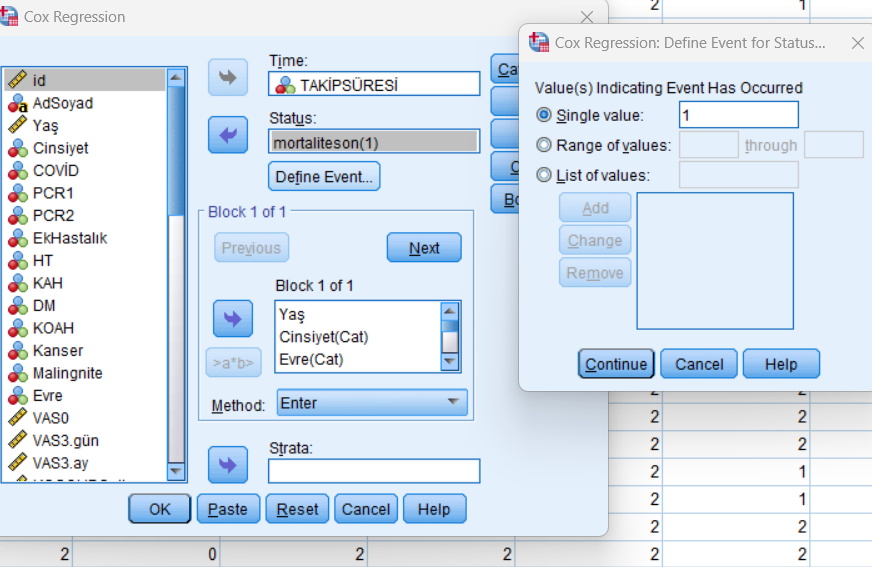 Cox Regression
id
AdSoyad
Yaş
Cinsiyet
COVİD
PCR1
PCR2
EkHastalık
HT
KAH
DM
KOAH
Kanser
Malingnite
Evre
VAS0
VAS3.gün
VAS3.ay
Time:
TAKİPSÜRESİ
Status:
mortaliteson(1)
Define Event...
Block 1 of 1
Previous
Next
Block 1 of 1
Yaş
Cinsiyet(Cat)
Evre(Cat)
>a*b>
Method:
Enter
Strata:
OK
Paste
Reset
Cancel
Help
Cox Regression: Define Event for Status...
Value(s) Indicating Event Has Occurred
Single value:
1
Range of values:
through
List of values:
Add
Change
Remove
Continue
Cancel
Help
2 1
2 2
2 2
2 1
2 1
2 2
2 0 2 2 2 2